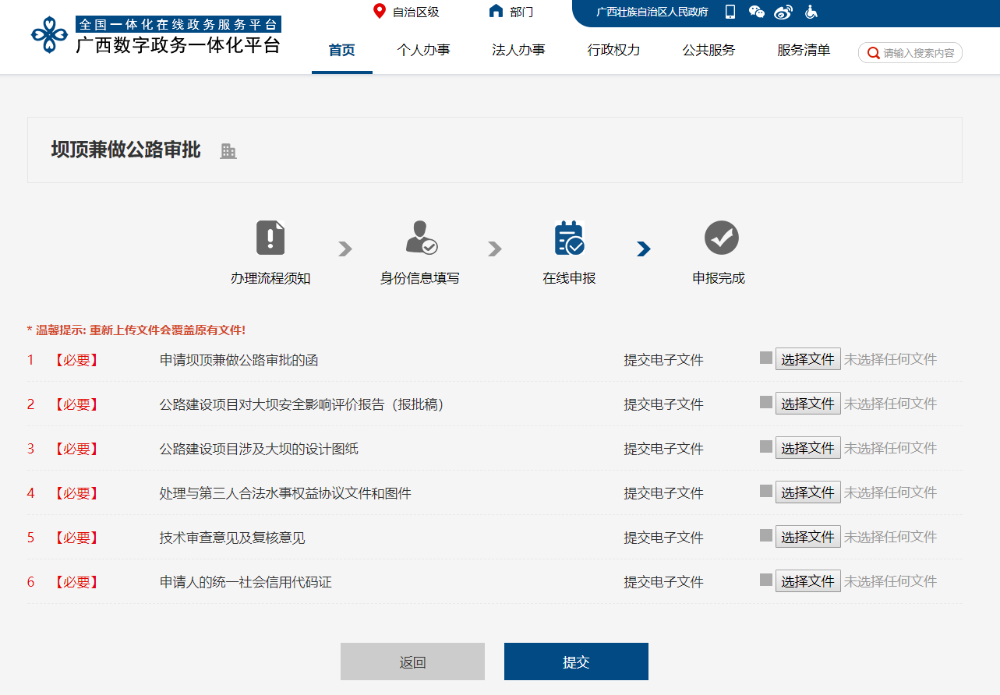 全国一体化在线政务服务平台
广西数字政务一体化平台
自治区级 部门 广西壮族自治区人民政府
首页 个人办事 法人办事 行政权力 公共服务 服务清单 请输入搜索内容
坝顶兼做公路审批
办理流程须知 身份信息填写 在线申报 申报完成
* 温馨提示: 重新上传文件会覆盖原有文件!
1 【必要】 申请坝顶兼做公路审批的函 提交电子文件 选择文件 未选择任何文件
2 【必要】 公路建设项目对大坝安全影响评价报告（报批稿） 提交电子文件 选择文件 未选择任何文件
3 【必要】 公路建设项目涉及大坝的设计图纸 提交电子文件 选择文件 未选择任何文件
4 【必要】 处理与第三人合法水事权益协议文件和图件 提交电子文件 选择文件 未选择任何文件
5 【必要】 技术审查意见及复核意见 提交电子文件 选择文件 未选择任何文件
6 【必要】 申请人的统一社会信用代码证 提交电子文件 选择文件 未选择任何文件
返回 提交